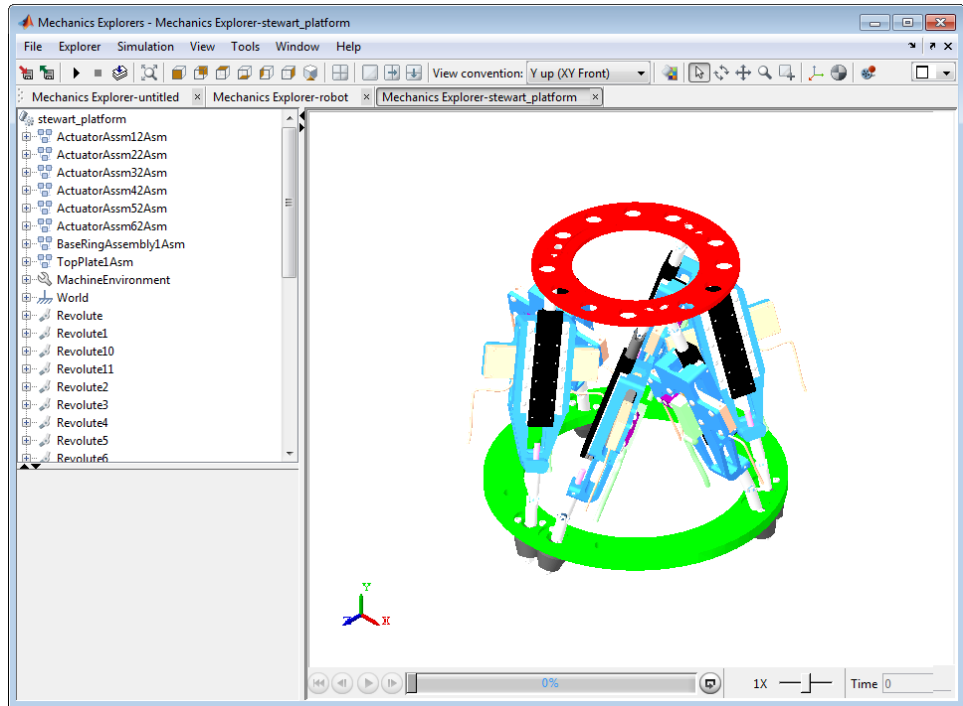 Mechanics Explorers - Mechanics Explorer-stewart_platform
File Explorer Simulation View Tools Window Help
View convention: Y up (XY Front)
Mechanics Explorer-untitled × Mechanics Explorer-robot × Mechanics Explorer-stewart_platform ×
stewart_platform
ActuatorAssm12Asm
ActuatorAssm22Asm
ActuatorAssm32Asm
ActuatorAssm42Asm
ActuatorAssm52Asm
ActuatorAssm62Asm
BaseRingAssembly1Asm
TopPlate1Asm
MachineEnvironment
World
Revolute
Revolute1
Revolute10
Revolute11
Revolute2
Revolute3
Revolute4
Revolute5
Revolute6
Y
Z X
0% 1X Time 0